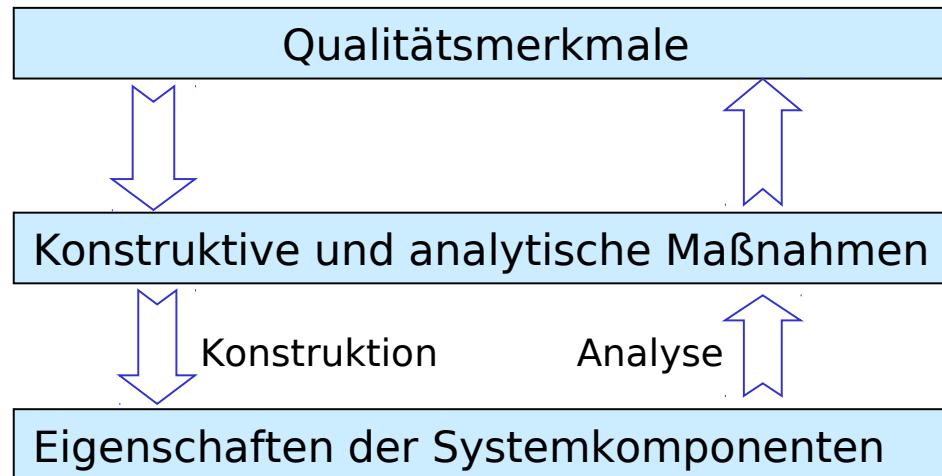 Qualitätsmerkmale
Konstruktive und analytische Maßnahmen
Konstruktion
Analyse
Eigenschaften der Systemkomponenten